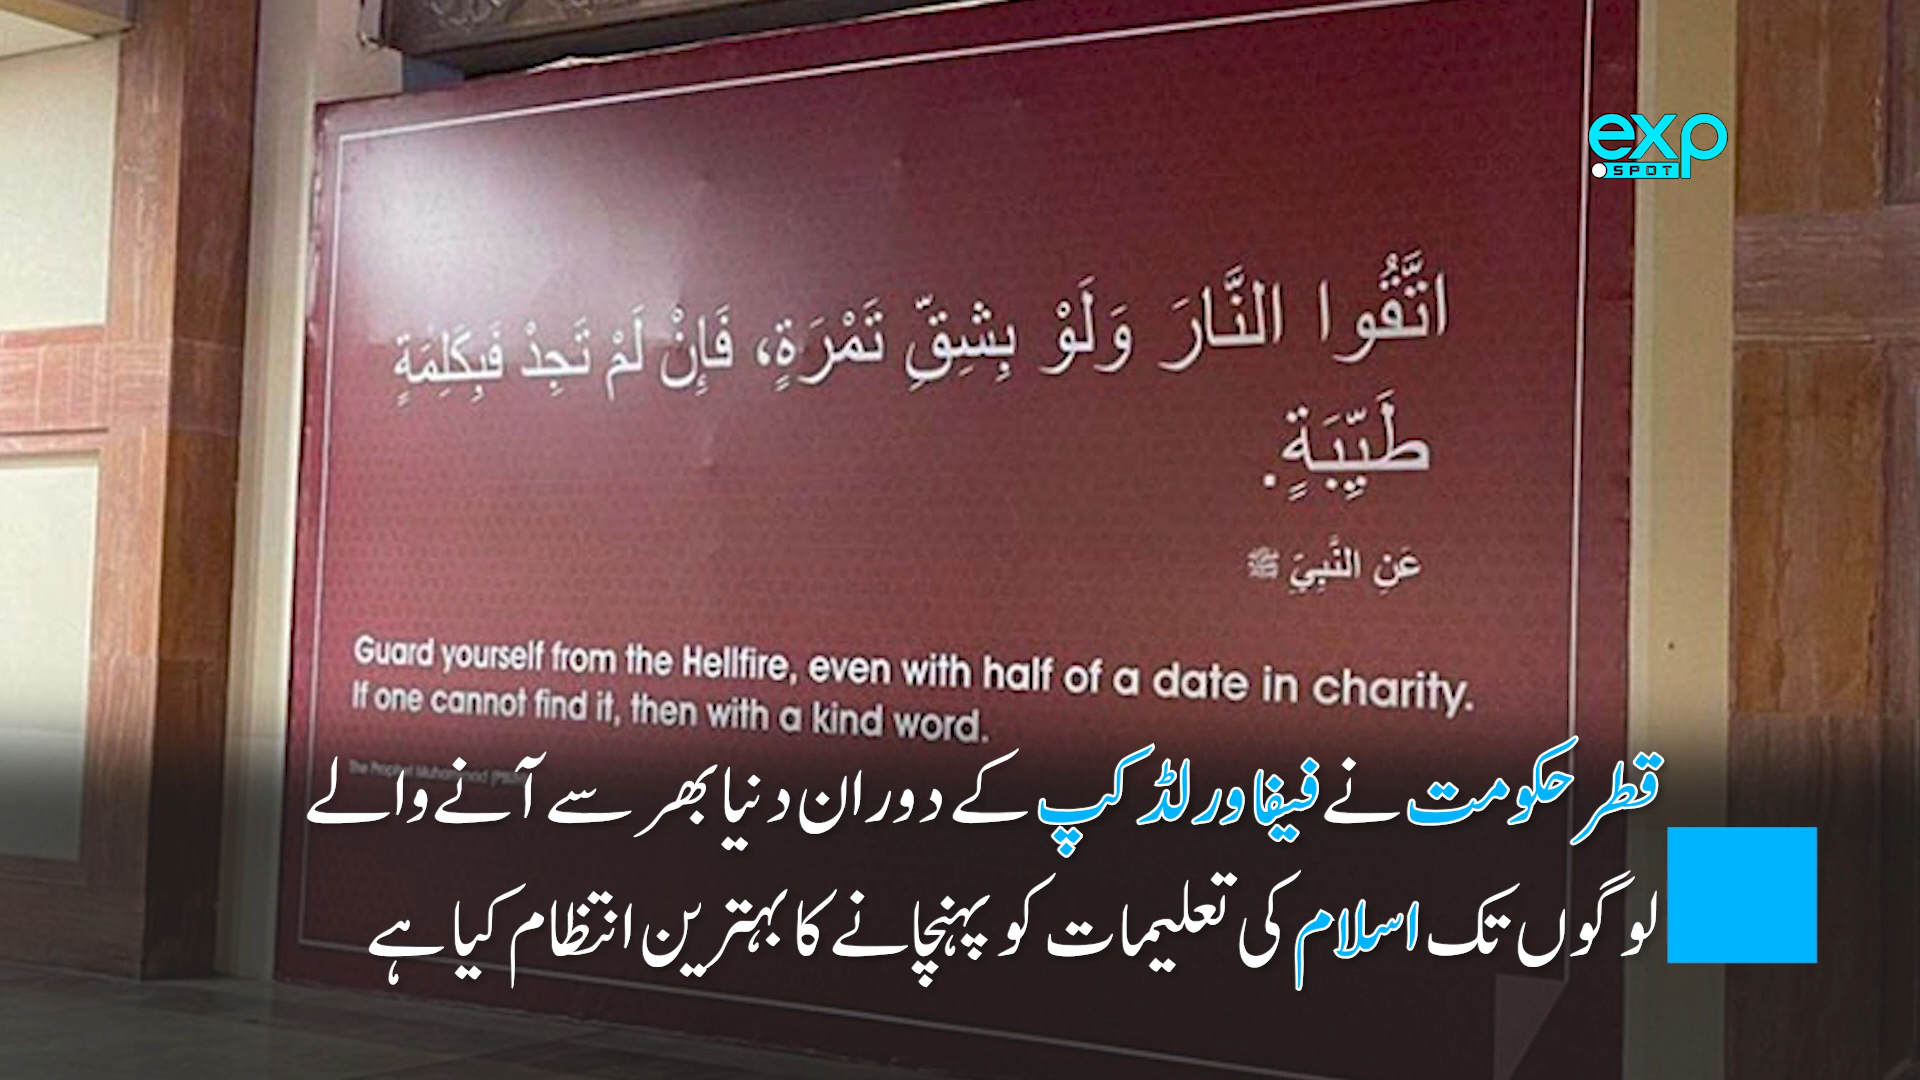 exp
SPOT
اتَّقُوا النَّارَ وَلَوْ بِشِقِّ تَمْرَةٍ، فَإِنْ لَمْ تَجِدْ فَبِكَلِمَةٍ
طَيِّبَةٍ.
عَنِ النَّبِيِّ ﷺ
Guard yourself from the Hellfire, even with half of a date in charity.
If one cannot find it, then with a kind word.
The Prophet Muhammad
قطر حکومت نے فیفا ورلڈ کپ کے دوران دنیا بھر سے آنے والے
لوگوں تک اسلام کی تعلیمات کو پہنچانے کا بہترین انتظام کیا ہے